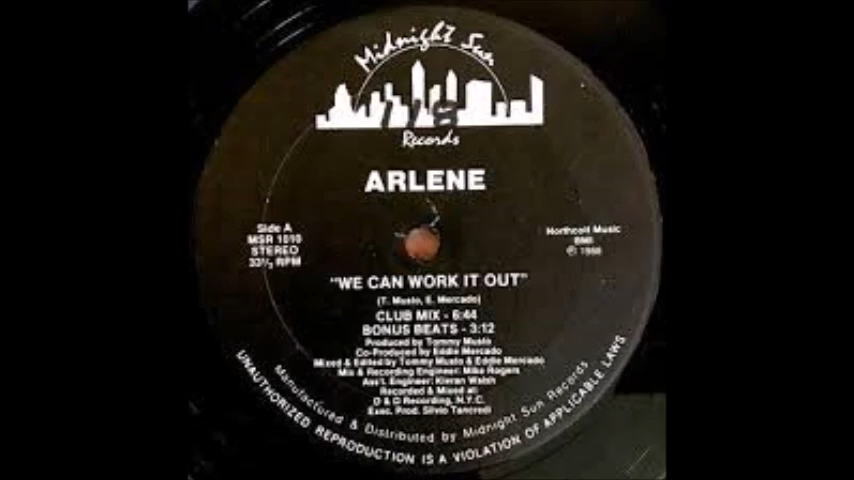 Midnight Sun
118
Records
ARLENE
Side A
MSR 1010
STEREO
33⅓ RPM
Northcott Music
BMI
℗ 1988
"WE CAN WORK IT OUT"
(T. Musto, E. Mercado)
CLUB MIX - 6:44
BONUS BEATS - 3:12
Produced by Tommy Musto
Co-Produced by Eddie Mercado
Mixed & Edited by Tommy Musto & Eddie Mercado
Mix & Recording Engineer: Mike Rogers
Ass't. Engineer: Kieran Walsh
Recorded & Mixed at:
D & D Recording, N.Y.C.
Exec. Prod. Silvio Tancredi
Manufactured & Distributed by Midnight Sun Records
UNAUTHORIZED REPRODUCTION IS A VIOLATION OF APPLICABLE LAWS